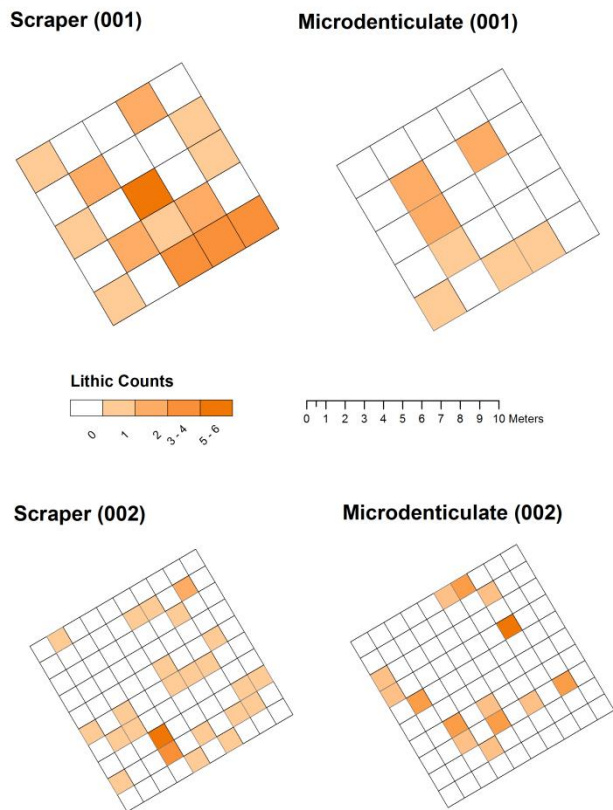 Scraper (001)
Microdenticulate (001)
Lithic Counts
0 1 2 3 - 4 5 - 6
0 1 2 3 4 5 6 7 8 9 10 Meters
Scraper (002)
Microdenticulate (002)